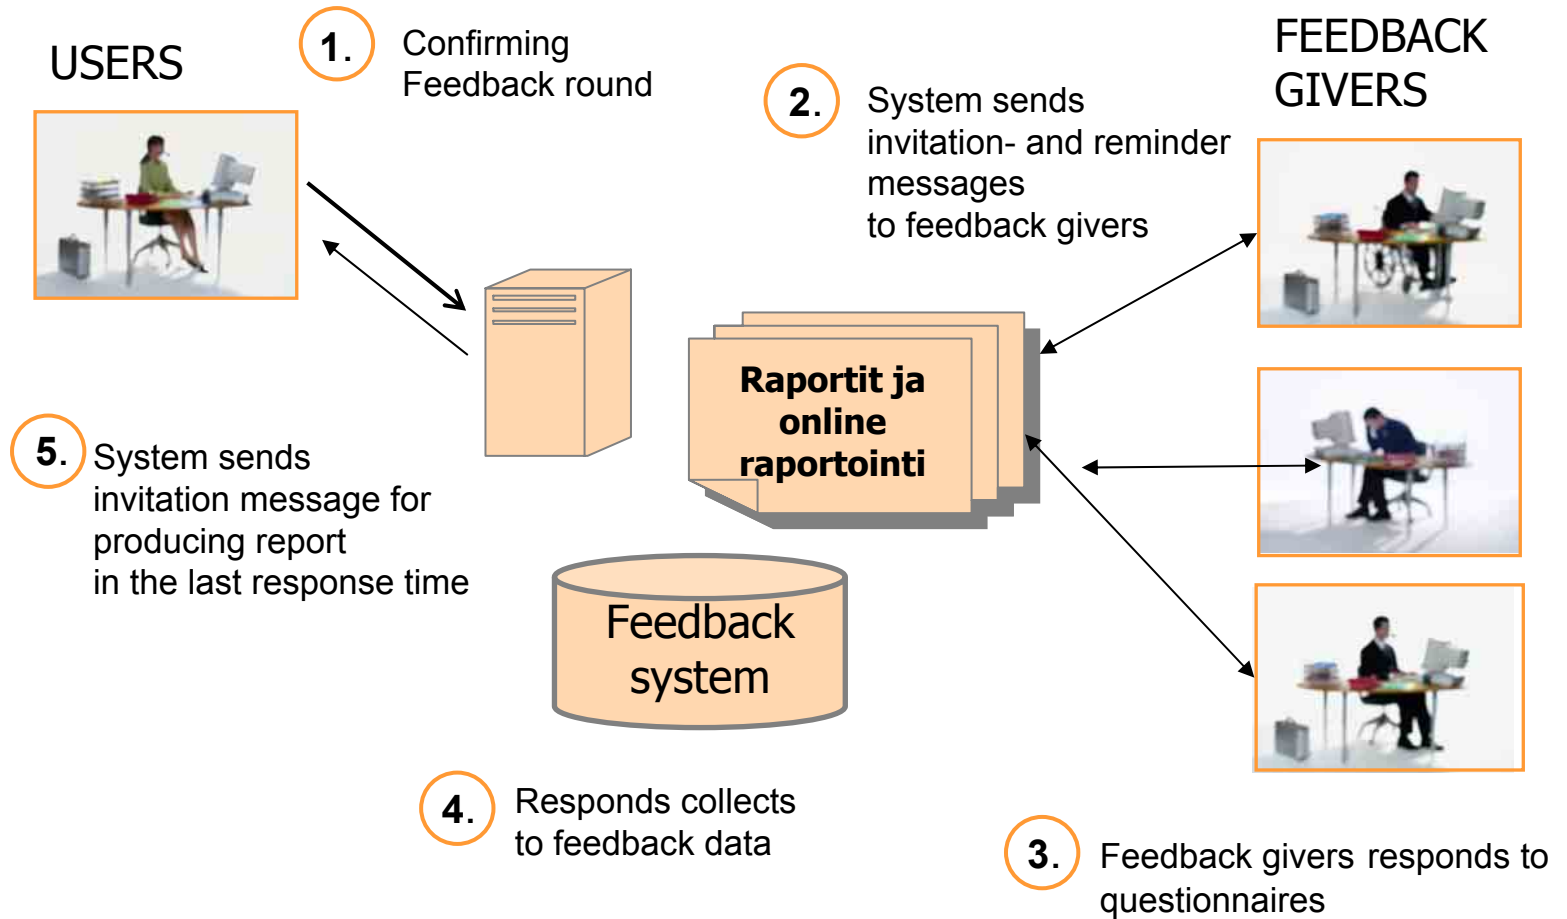 USERS
1.
Confirming
Feedback round
2.
System sends
invitation- and reminder
messages
to feedback givers
FEEDBACK
GIVERS
Raportit ja
online
raportointi
5.
System sends
invitation message for
producing report
in the last response time
Feedback
system
4.
Responds collects
to feedback data
3.
Feedback givers responds to
questionnaires